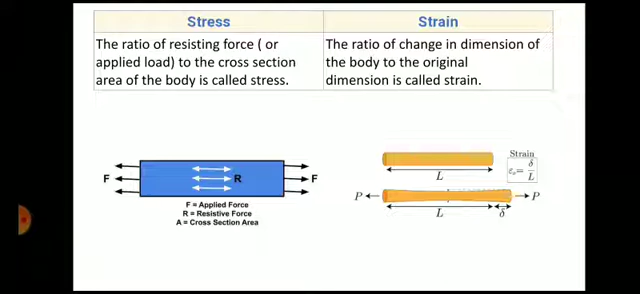 Stress
Strain
The ratio of resisting force ( or
applied load) to the cross section
area of the body is called stress.
The ratio of change in dimension of
the body to the original
dimension is called strain.
F
R
F
F = Applied Force
R = Resistive Force
A = Cross Section Area
L
Strain
εₒ= δ/L
P
P
L
δ